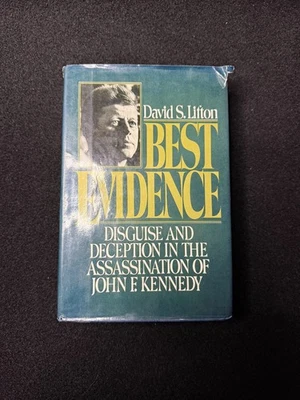 David S. Lifton
BEST
EVIDENCE
DISGUISE AND
DECEPTION IN THE
ASSASSINATION OF
JOHN F. KENNEDY